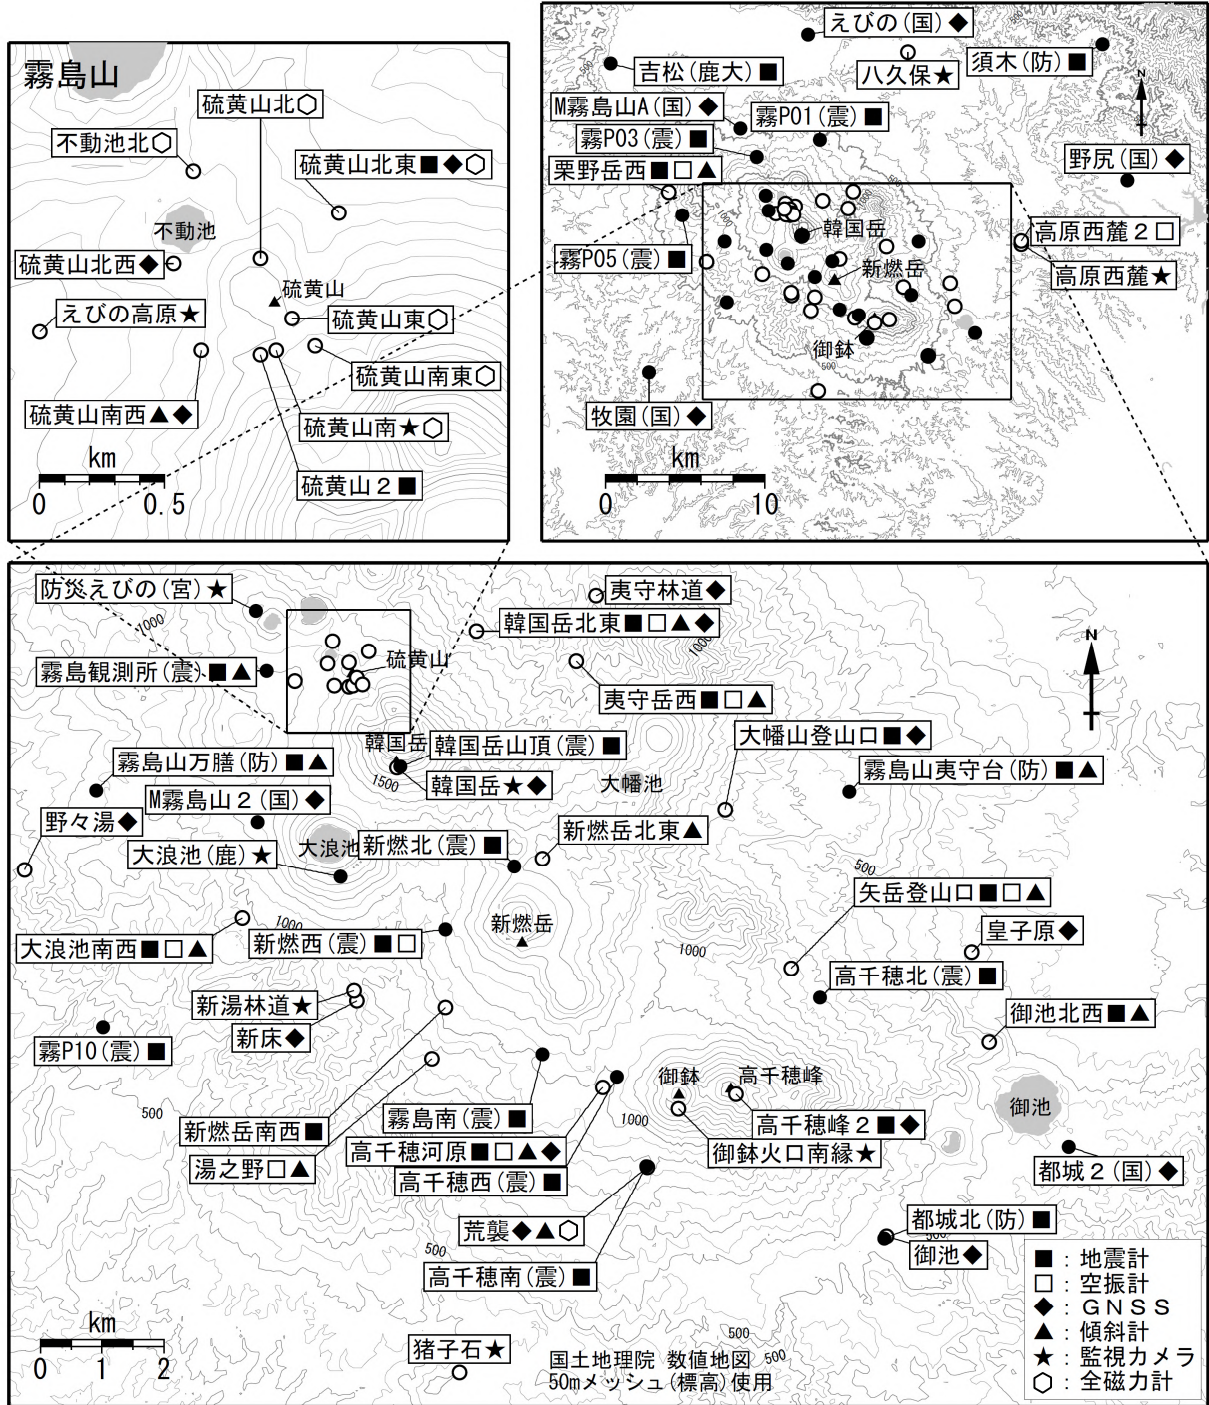 霧島山
硫黄山北⬡
不動池北⬡
硫黄山北東■◆⬡
不動池
硫黄山北西◆
硫黄山
えびの高原★
硫黄山東⬡
硫黄山南東⬡
硫黄山南西▲◆
硫黄山南★⬡
硫黄山2■
km
0 0.5
えびの(国)◆
吉松(鹿大)■
八久保★
須木(防)■
N
M霧島山A(国)◆
霧P01(震)■
霧P03(震)■
栗野岳西■□▲
野尻(国)◆
500
500
1000
韓国岳
高原西麓2□
霧P05(震)■
新燃岳
高原西麓★
御鉢
500
牧園(国)◆
km
0 10
防災えびの(宮)★
1000
夷守林道◆
韓国岳北東■□▲◆
1000
N
霧島観測所(震)■▲
硫黄山
夷守岳西■□▲
大幡山登山口■◆
韓国岳
韓国岳山頂(震)■
霧島山万膳(防)■▲
1500
韓国岳★◆
大幡池
霧島山夷守台(防)■▲
M霧島山2(国)◆
野々湯◆
新燃岳北東▲
大浪池
新燃北(震)■
大浪池(鹿)★
500
矢岳登山口■□▲
1000
新燃岳
皇子原◆
大浪池南西■□▲
新燃西(震)■□
1000
高千穂北(震)■
新湯林道★
御池北西■▲
新床◆
霧P10(震)■
御鉢
高千穂峰
500
霧島南(震)■
1000
御池
新燃岳南西■
高千穂峰2■◆
高千穂河原■□▲◆
御鉢火口南縁★
湯之野□▲
高千穂西(震)■
都城2(国)◆
荒襲◆▲⬡
都城北(防)■
500
500
御池◆
高千穂南(震)■
■：地震計
□：空振計
◆：GNSS
▲：傾斜計
★：監視カメラ
⬡：全磁力計
km
0 1 2
猪子石★
500
500
国土地理院 数値地図
50mメッシュ(標高)使用